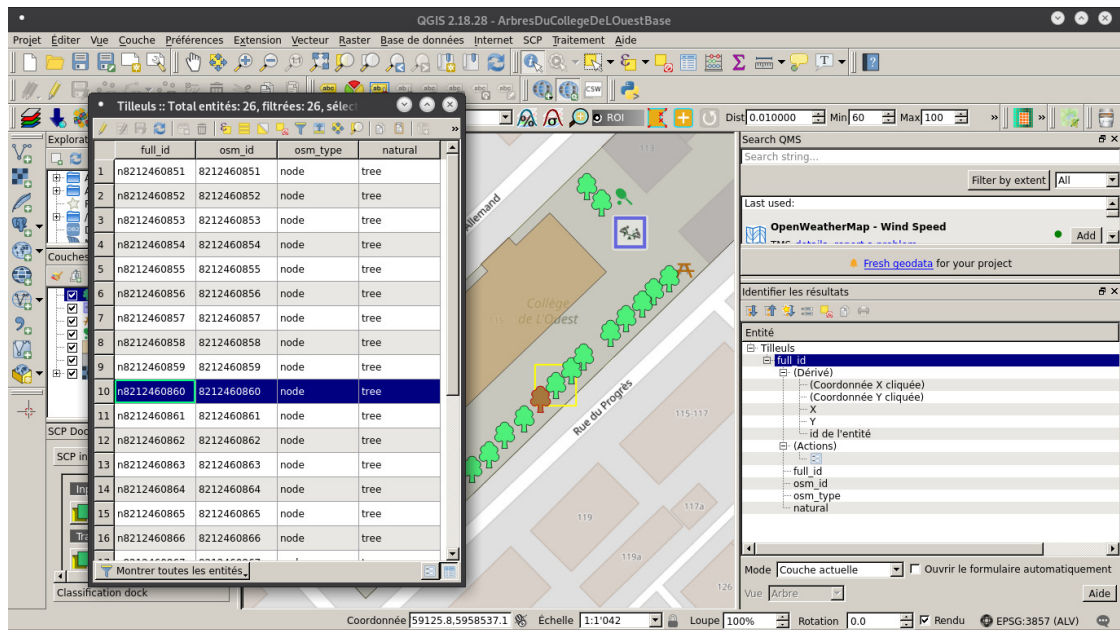 QGIS 2.18.28 - ArbresDuCollegeDeLOuestBase
Projet Éditer Vue Couche Préférences Extension Vecteur Raster Base de données Internet SCP Traitement Aide
csw
ROI Dist 0.010000 Min 60 Max 100 » »
Tilleuls :: Total entités: 26, filtrées: 26, sélect
»
full_id osm_id osm_type natural
1 n8212460851 8212460851 node tree
2 n8212460852 8212460852 node tree
3 n8212460853 8212460853 node tree
4 n8212460854 8212460854 node tree
5 n8212460855 8212460855 node tree
6 n8212460856 8212460856 node tree
7 n8212460857 8212460857 node tree
8 n8212460858 8212460858 node tree
9 n8212460859 8212460859 node tree
10 n8212460860 8212460860 node tree
11 n8212460861 8212460861 node tree
12 n8212460862 8212460862 node tree
13 n8212460863 8212460863 node tree
14 n8212460864 8212460864 node tree
15 n8212460865 8212460865 node tree
16 n8212460866 8212460866 node tree
Montrer toutes les entités
Explorat
Couches
SCP Doc
SCP in
Classification dock
113
Allemand
Collège
de L'Ouest
Rue du Progrès
115-117
117a
119
119a
126
Search QMS
Search string...
Filter by extent All
Last used:
OpenWeatherMap - Wind Speed
Add
Fresh geodata for your project
Identifier les résultats
Entité
Tilleuls
full_id
(Dérivé)
(Coordonnée X cliquée)
(Coordonnée Y cliquée)
X
Y
id de l'entité
(Actions)
full_id
osm_id
osm_type
natural
Mode Couche actuelle Ouvrir le formulaire automatiquement
Vue Arbre Aide
Coordonnée 59125.8,5958537.1 Échelle 1:1'042 Loupe 100% Rotation 0.0 Rendu EPSG:3857 (ALV)